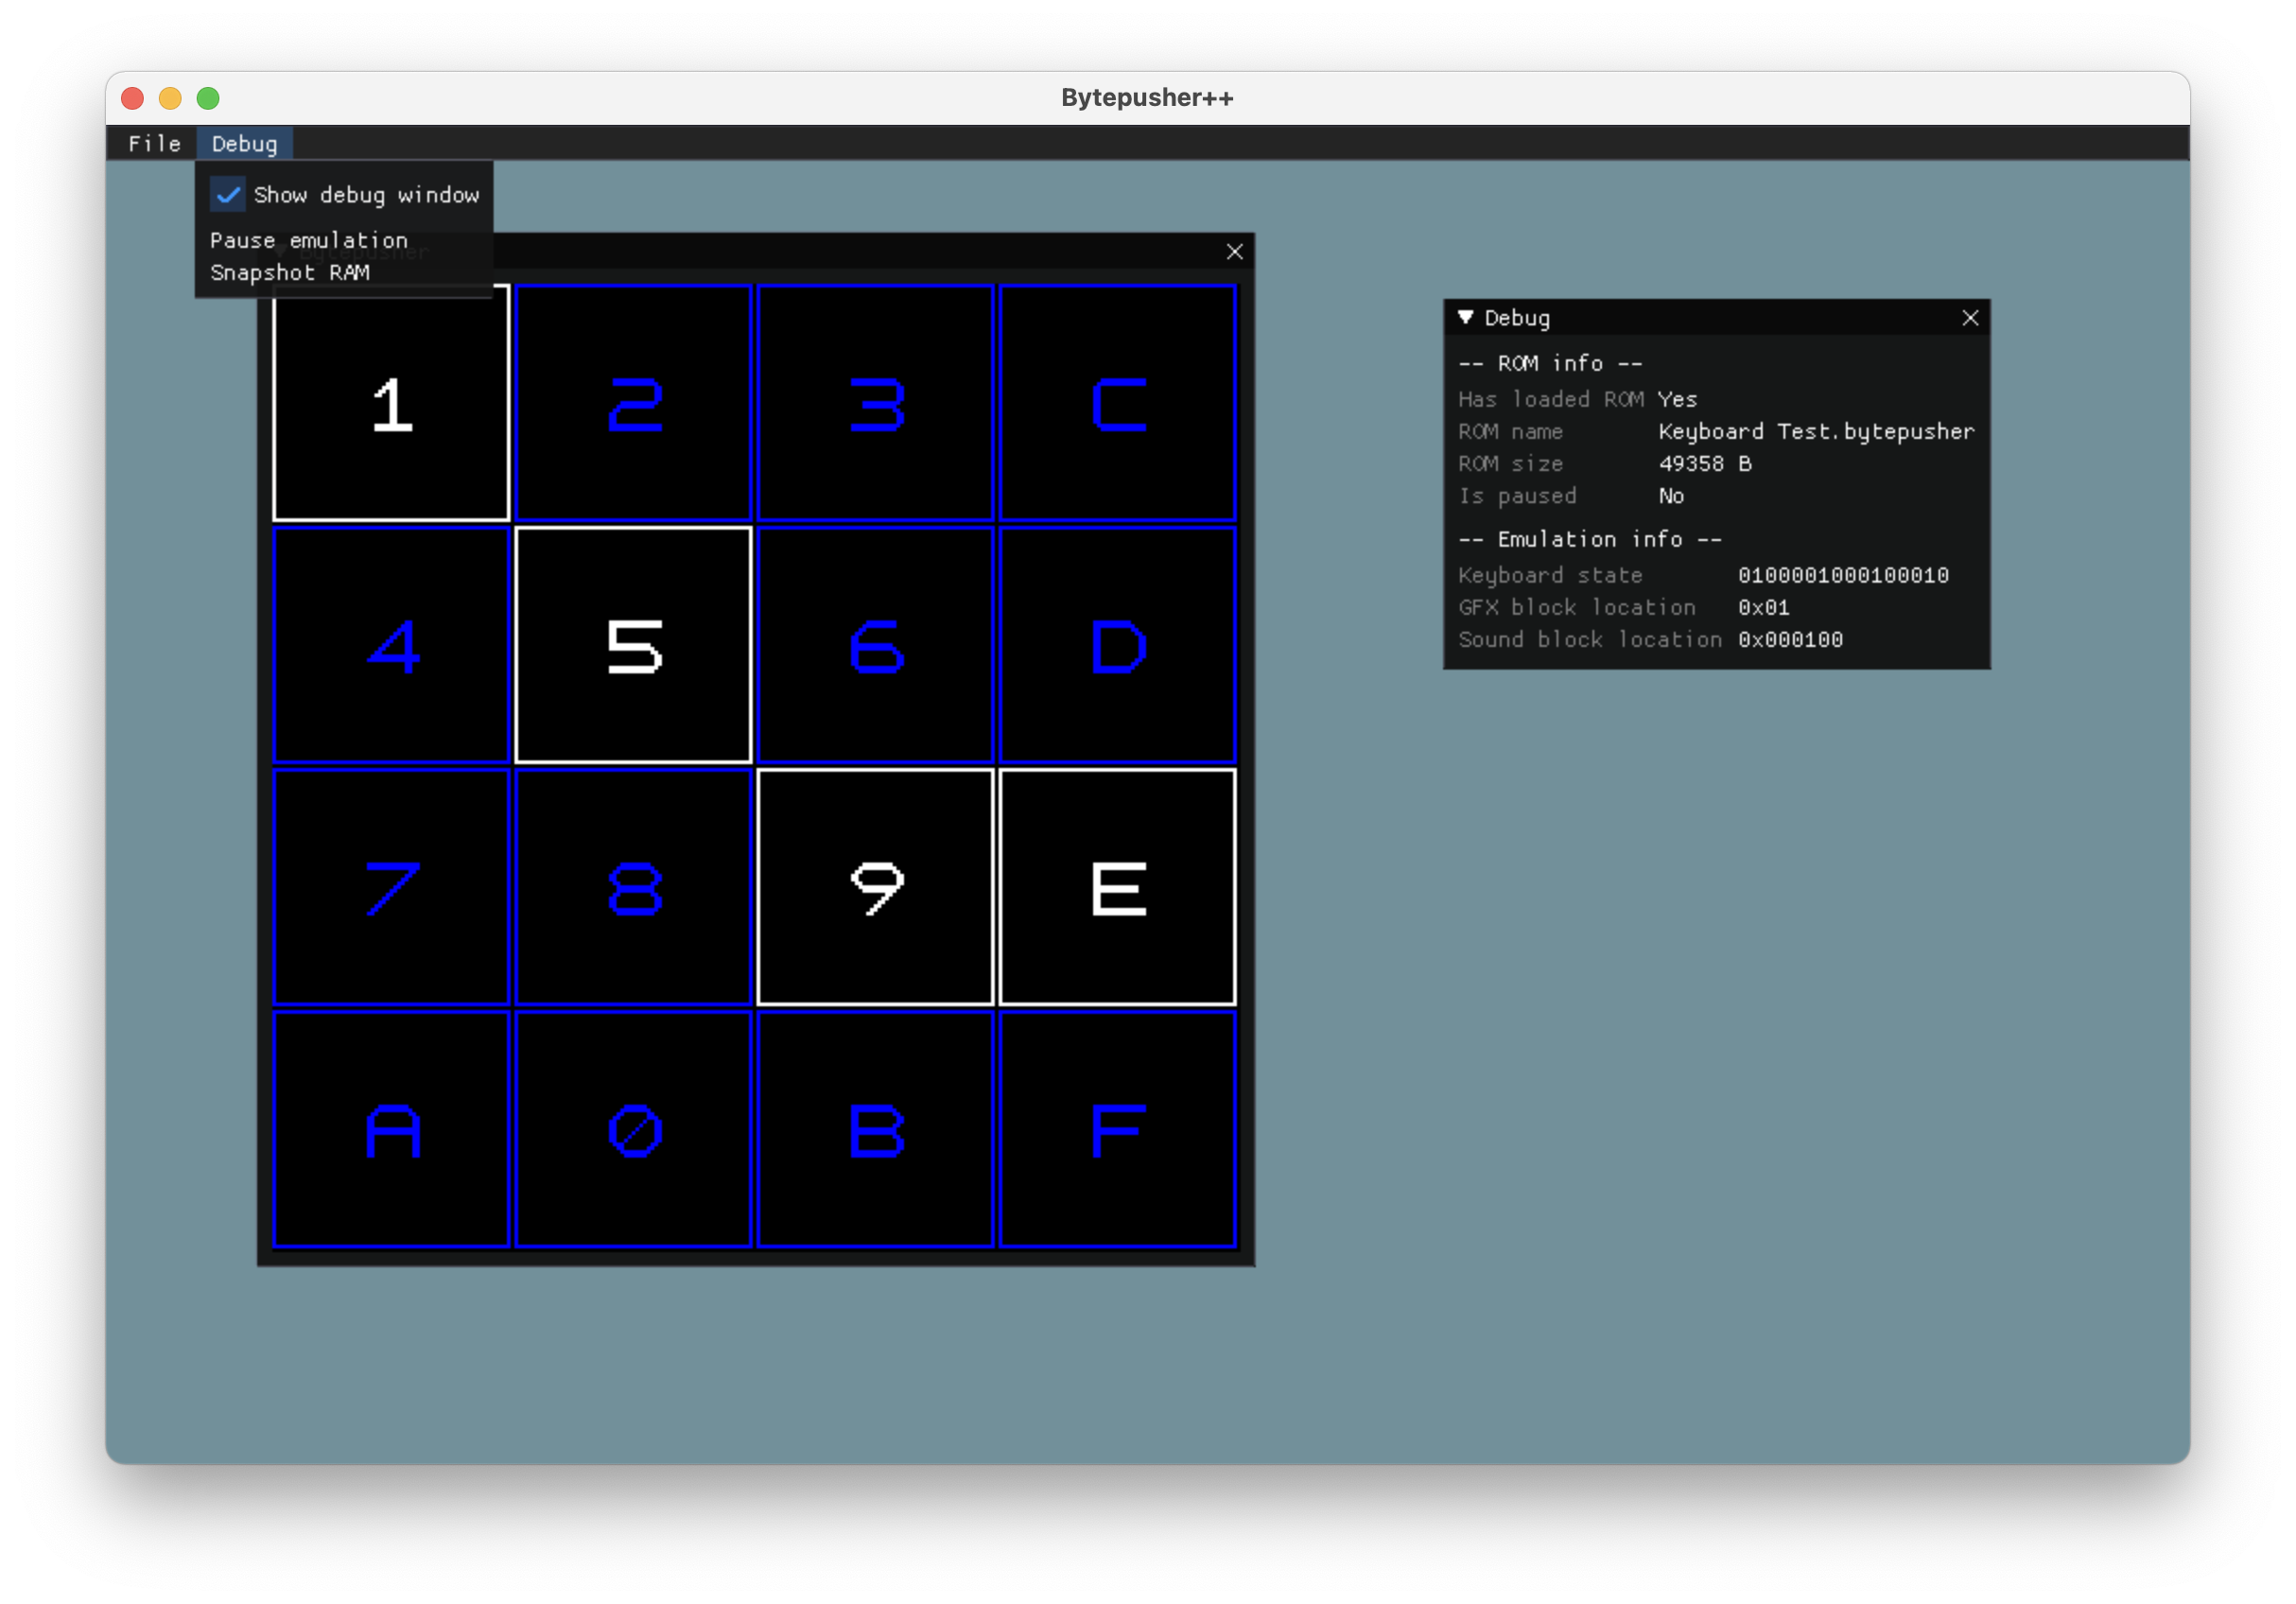 Bytepusher++
File Debug
Show debug window
Pause emulation
Snapshot RAM
Bytepusher
1 2 3 C
4 5 6 D
7 8 9 E
A 0 B F
Debug
-- ROM info --
Has loaded ROM Yes
ROM name Keyboard Test.bytepusher
ROM size 49358 B
Is paused No
-- Emulation info --
Keyboard state 0100001000100010
GFX block location 0x01
Sound block location 0x000100